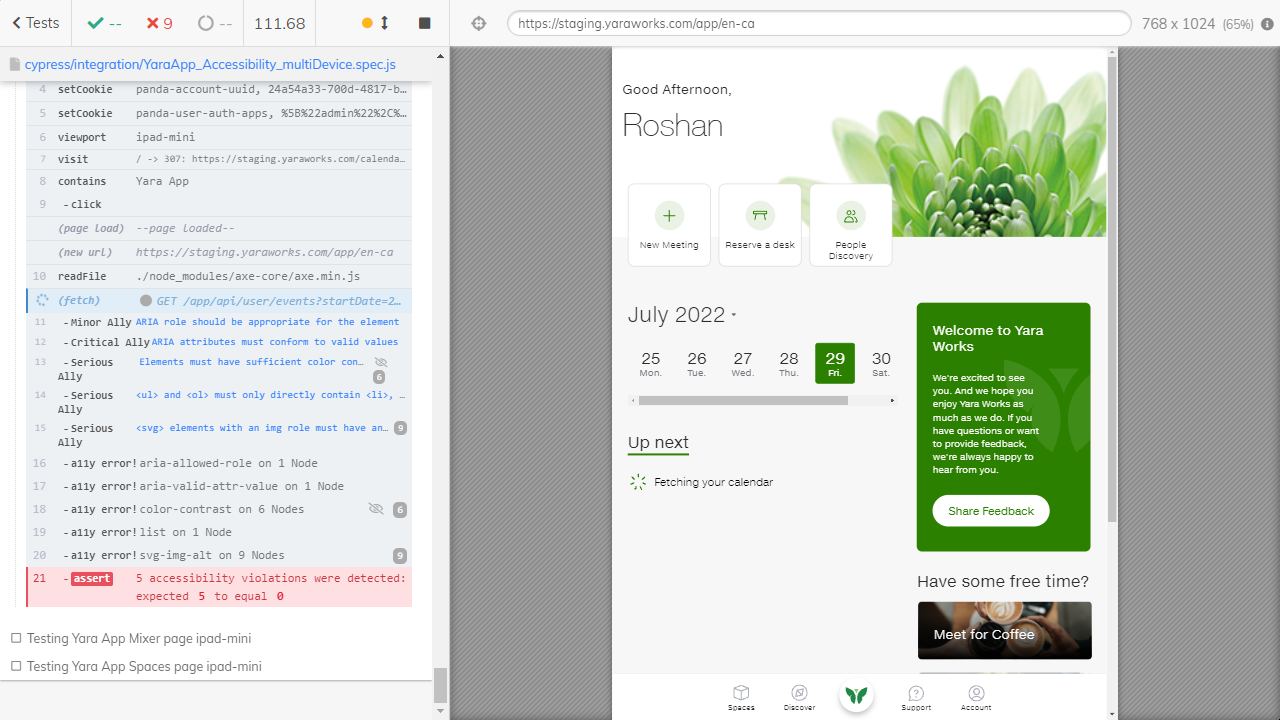 Tests
--
9
--
111.68
https://staging.yaraworks.com/app/en-ca
768 x 1024 (65%)
cypress/integration/YaraApp_Accessibility_multiDevice.spec.js
4 setCookie panda-account-uuid, 24a54a33-700d-4817-b…
5 setCookie panda-user-auth-apps, %5B%22admin%22%2C%…
6 viewport ipad-mini
7 visit / -> 307: https://staging.yaraworks.com/calenda…
8 contains Yara App
9 -click
(page load) --page loaded--
(new url) https://staging.yaraworks.com/app/en-ca
10 readFile ./node_modules/axe-core/axe.min.js
(fetch) GET /app/api/user/events?startDate=2…
11 -Minor A11y ARIA role should be appropriate for the element
12 -Critical A11y ARIA attributes must conform to valid values
13 -Serious A11y Elements must have sufficient color con… 6
14 -Serious A11y <ul> and <ol> must only directly contain <li>, …
15 -Serious A11y <svg> elements with an img role must have an… 9
16 -a11y error! aria-allowed-role on 1 Node
17 -a11y error! aria-valid-attr-value on 1 Node
18 -a11y error! color-contrast on 6 Nodes 6
19 -a11y error! list on 1 Node
20 -a11y error! svg-img-alt on 9 Nodes 9
21 -assert 5 accessibility violations were detected:
expected 5 to equal 0
Testing Yara App Mixer page ipad-mini
Testing Yara App Spaces page ipad-mini
Good Afternoon,
Roshan
New Meeting
Reserve a desk
People
Discovery
July 2022
25 26 27 28 29 30
Mon. Tue. Wed. Thu. Fri. Sat.
Up next
Fetching your calendar
Welcome to Yara
Works
We're excited to see
you. And we hope you
enjoy Yara Works as
much as we do. If you
have questions or want
to provide feedback,
we're always happy to
hear from you.
Share Feedback
Have some free time?
Meet for Coffee
Spaces
Discover
Support
Account